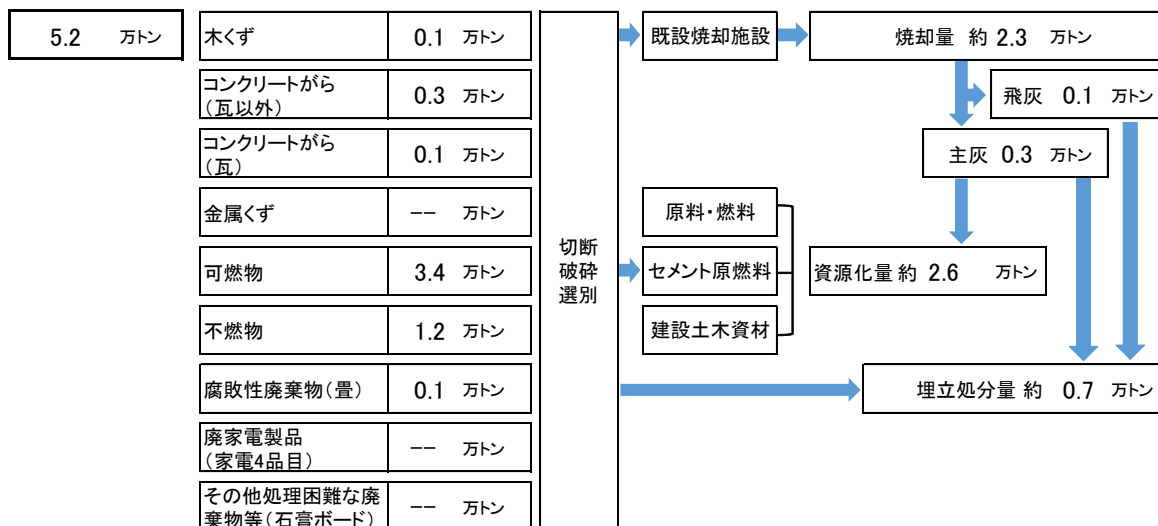 5.2 万トン
木くず 0.1 万トン
コンクリートがら
(瓦以外)
0.3 万トン
コンクリートがら
(瓦)
0.1 万トン
金属くず -- 万トン
可燃物 3.4 万トン
不燃物 1.2 万トン
腐敗性廃棄物(畳) 0.1 万トン
廃家電製品
(家電4品目)
-- 万トン
その他処理困難な廃
棄物等(石膏ボード)
-- 万トン
切断
破砕
選別
既設焼却施設
焼却量 約 2.3 万トン
飛灰 0.1 万トン
主灰 0.3 万トン
原料・燃料
セメント原燃料
建設土木資材
資源化量 約 2.6 万トン
埋立処分量 約 0.7 万トン